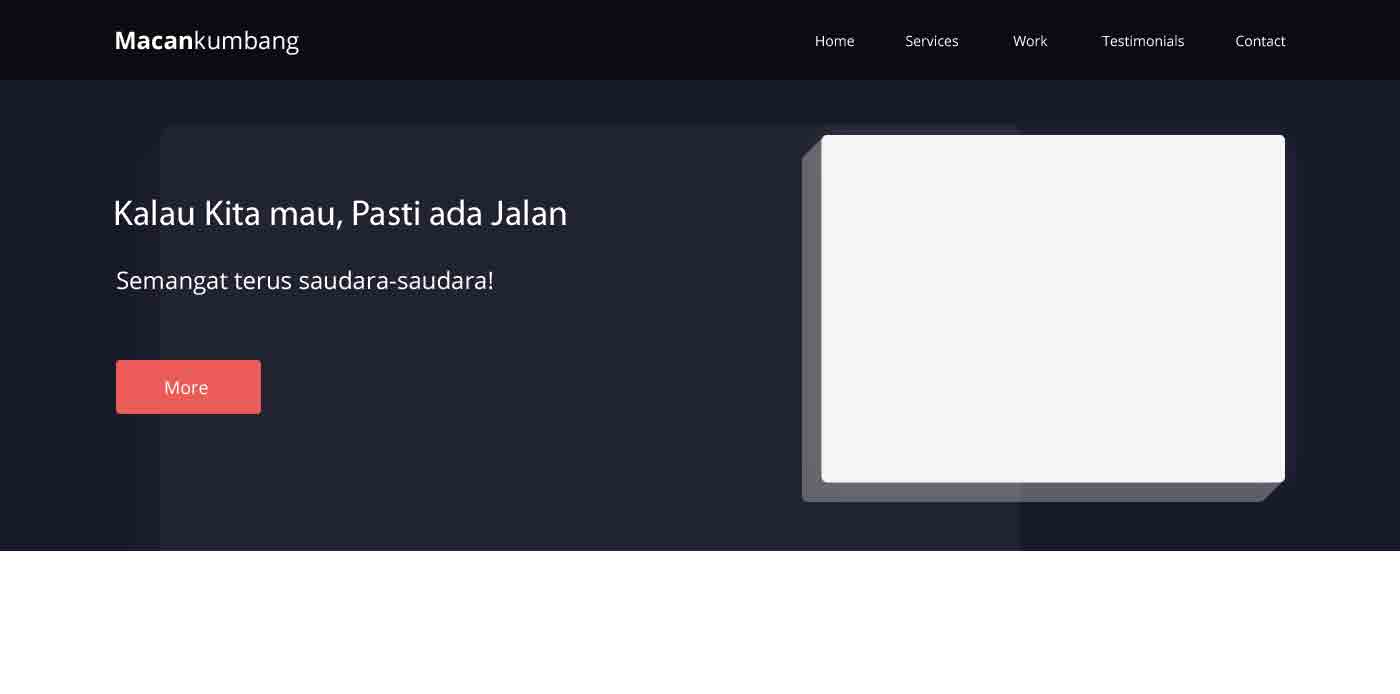 Macankumbang
Home Services Work Testimonials Contact
Kalau Kita mau, Pasti ada Jalan
Semangat terus saudara-saudara!
More